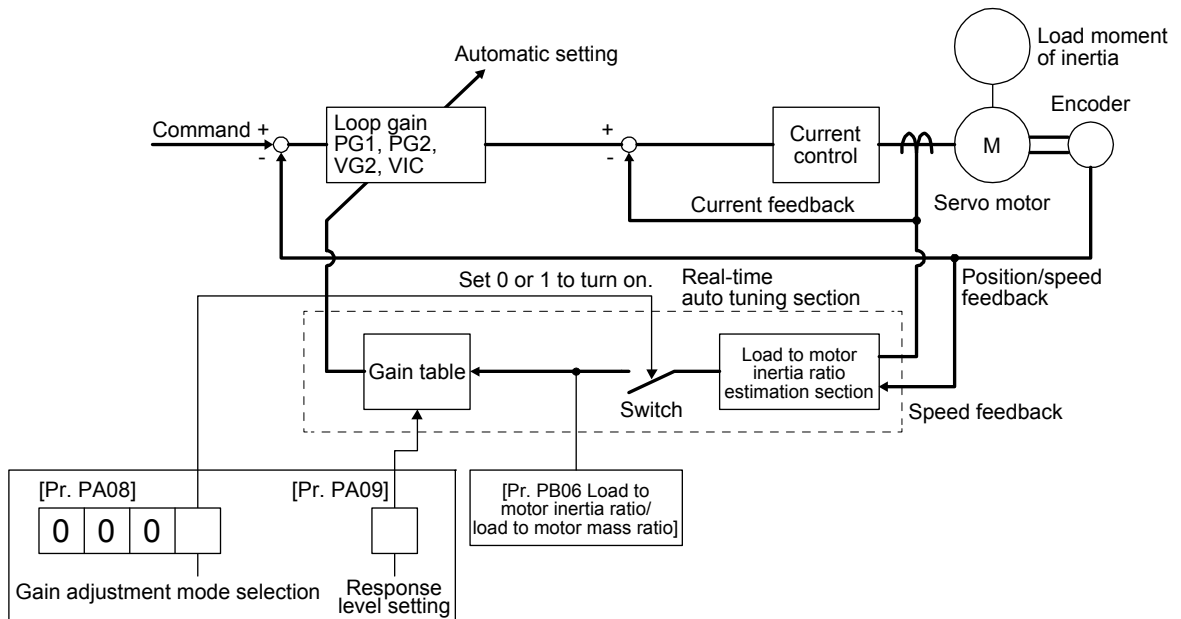 Load moment
of inertia
Automatic setting
Encoder
Command
+
-
Loop gain
PG1, PG2,
VG2, VIC
+
-
Current
control
M
Servo motor
Current feedback
Set 0 or 1 to turn on.
Real-time
auto tuning section
Position/speed
feedback
Gain table
Switch
Load to motor
inertia ratio
estimation section
Speed feedback
[Pr. PA08]
[Pr. PA09]
[Pr. PB06 Load to
motor inertia ratio/
load to motor mass ratio]
0 0 0
Gain adjustment mode selection
Response
level setting